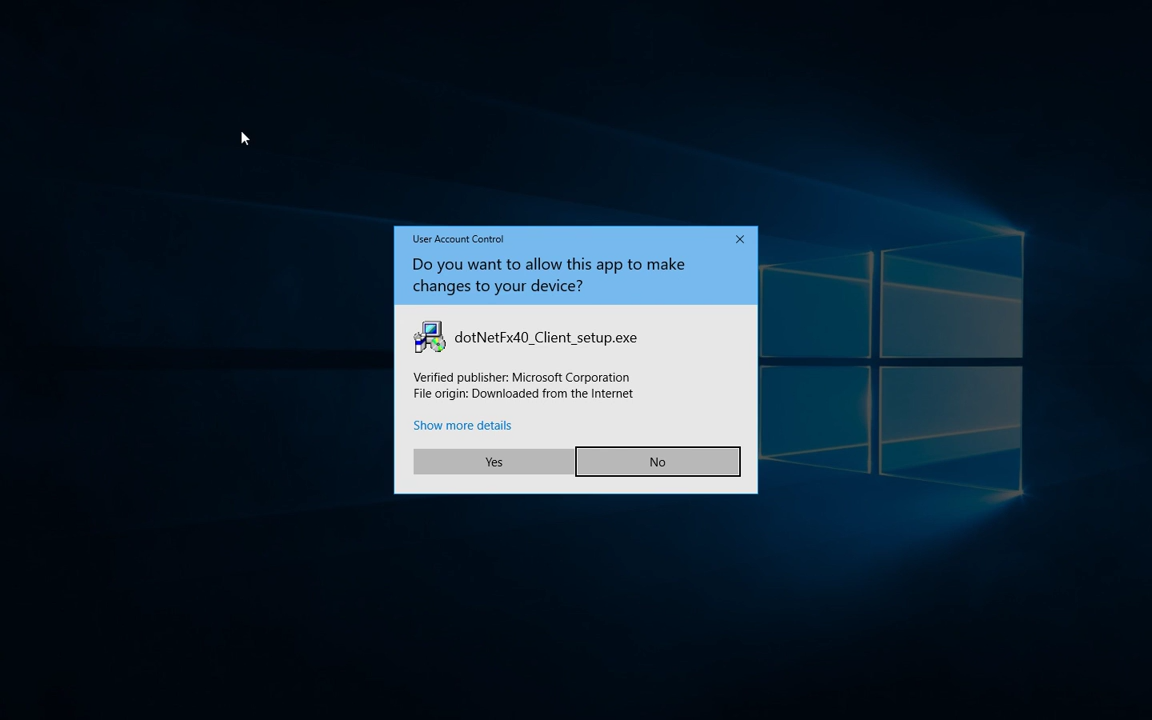 User Account Control
Do you want to allow this app to make
changes to your device?
dotNetFx40_Client_setup.exe
Verified publisher: Microsoft Corporation
File origin: Downloaded from the Internet
Show more details
Yes No